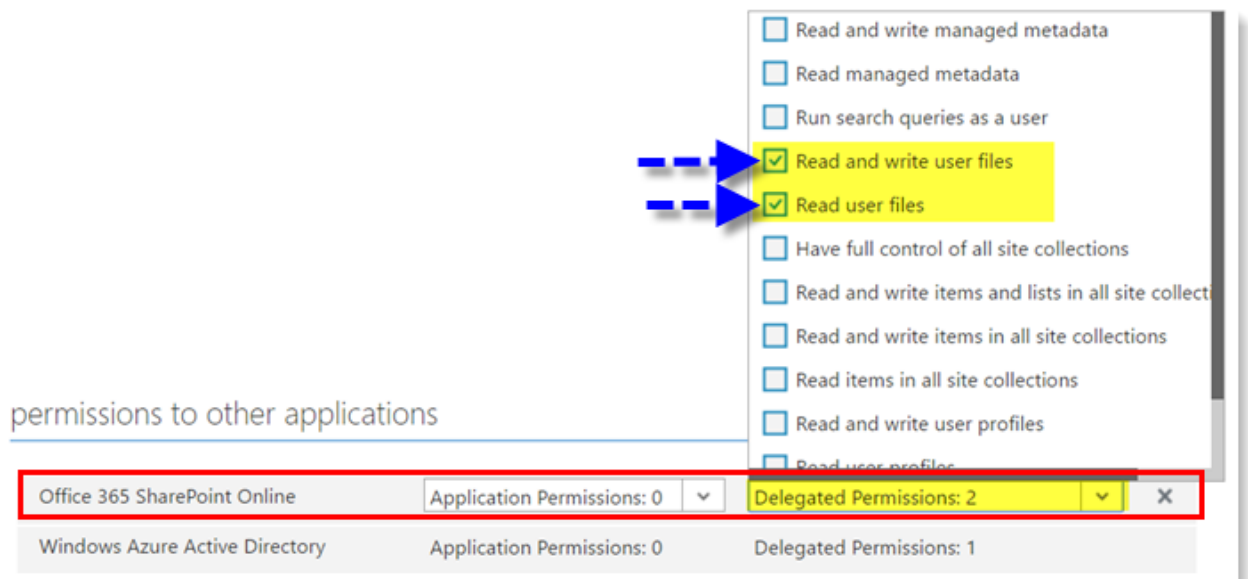 Read and write managed metadata
Read managed metadata
Run search queries as a user
Read and write user files
Read user files
Have full control of all site collections
Read and write items and lists in all site collecti
Read and write items in all site collections
Read items in all site collections
Read and write user profiles
Read user profiles
permissions to other applications
Office 365 SharePoint Online Application Permissions: 0 Delegated Permissions: 2
Windows Azure Active Directory Application Permissions: 0 Delegated Permissions: 1